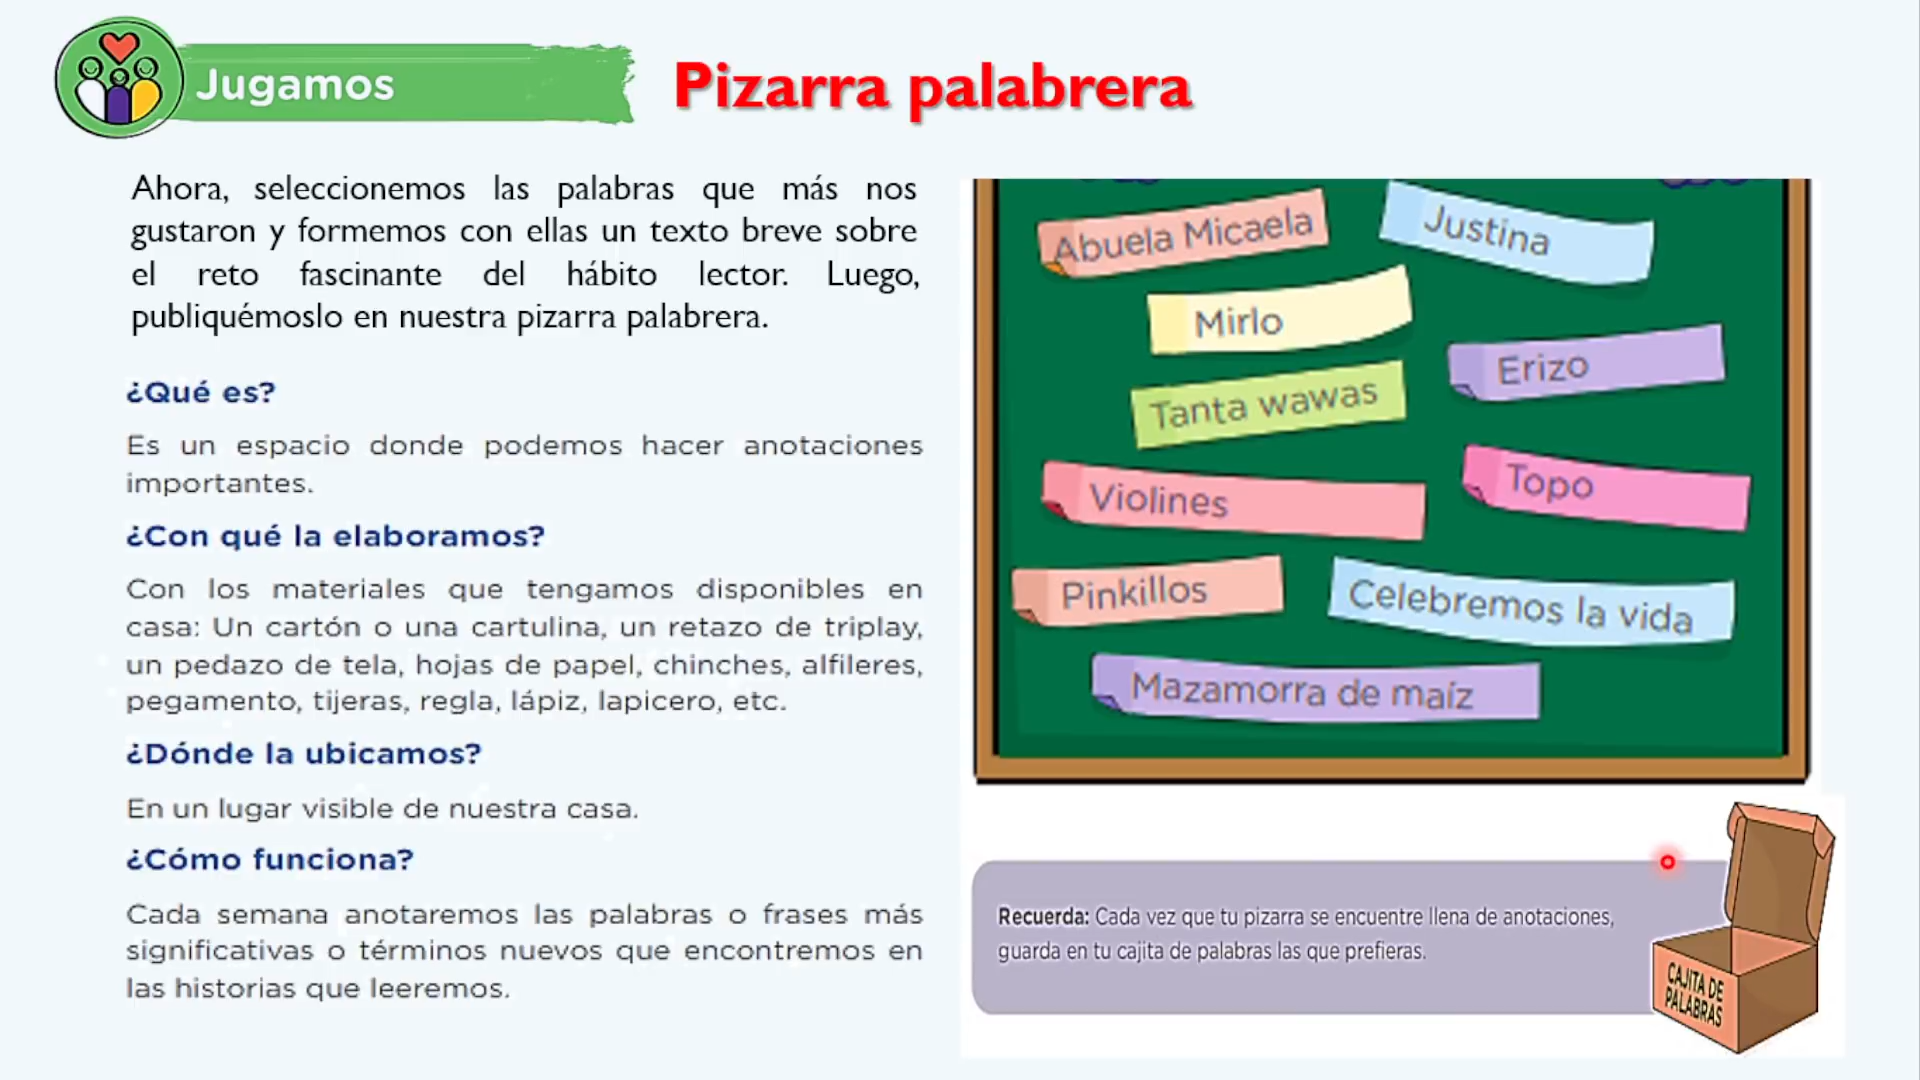 Jugamos
Pizarra palabrera
Ahora, seleccionemos las palabras que más nos
gustaron y formemos con ellas un texto breve sobre
el reto fascinante del hábito lector. Luego,
publiquémoslo en nuestra pizarra palabrera.
¿Qué es?
Es un espacio donde podemos hacer anotaciones
importantes.
¿Con qué la elaboramos?
Con los materiales que tengamos disponibles en
casa: Un cartón o una cartulina, un retazo de triplay,
un pedazo de tela, hojas de papel, chinches, alfileres,
pegamento, tijeras, regla, lápiz, lapicero, etc.
¿Dónde la ubicamos?
En un lugar visible de nuestra casa.
¿Cómo funciona?
Cada semana anotaremos las palabras o frases más
significativas o términos nuevos que encontremos en
las historias que leeremos.
Abuela Micaela
Justina
Mirlo
Erizo
Tanta wawas
Violines
Topo
Pinkillos
Celebremos la vida
Mazamorra de maíz
Recuerda: Cada vez que tu pizarra se encuentre llena de anotaciones,
guarda en tu cajita de palabras las que prefieras.
CAJITA DE
PALABRAS